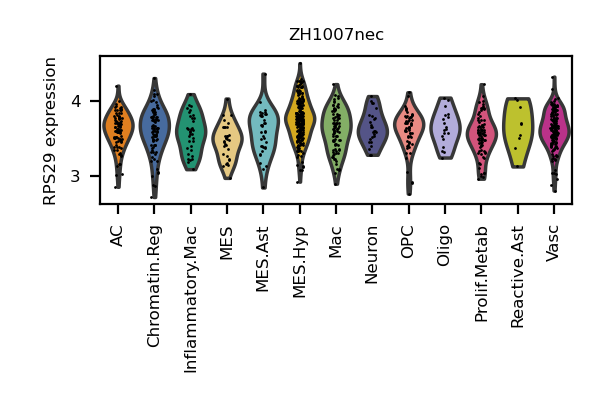 ZH1007nec
RPS29 expression
4
3
AC
Chromatin.Reg
Inflammatory.Mac
MES
MES.Ast
MES.Hyp
Mac
Neuron
OPC
Oligo
Prolif.Metab
Reactive.Ast
Vasc